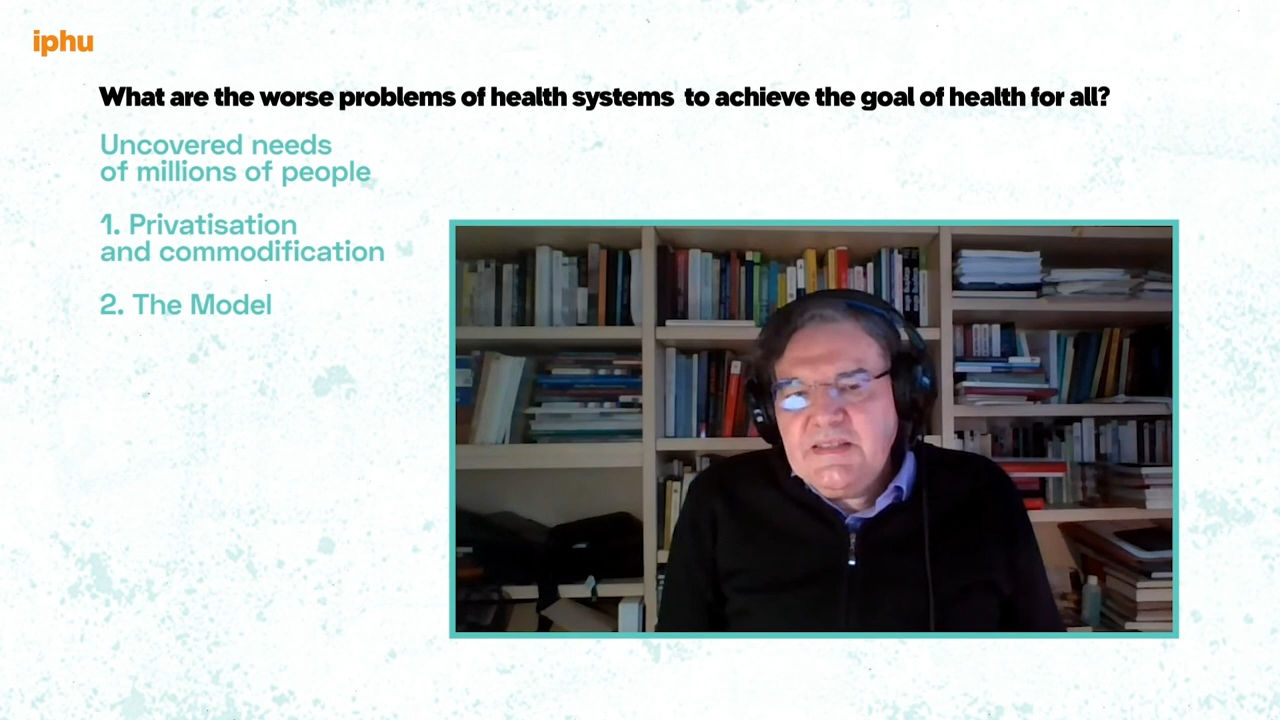 iphu
What are the worse problems of health systems to achieve the goal of health for all?
Uncovered needs
of millions of people
1. Privatisation
and commodification
2. The Model